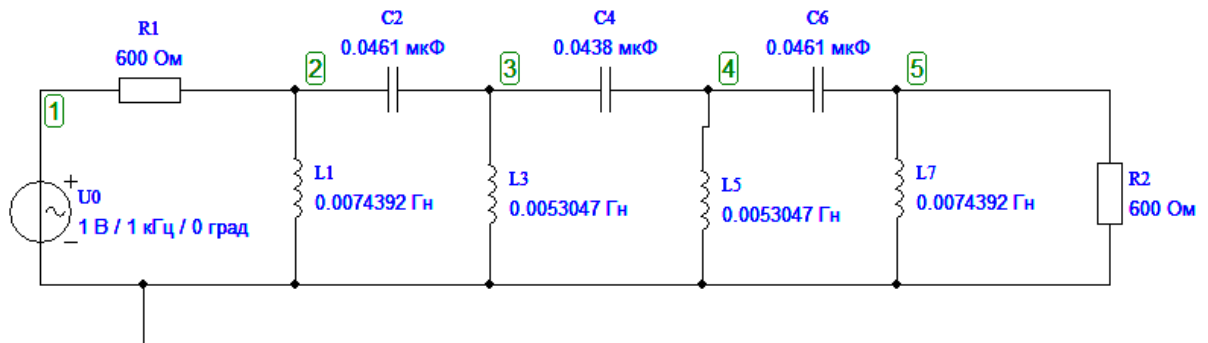 R1
600 Ом
C2
0.0461 мкФ
C4
0.0438 мкФ
C6
0.0461 мкФ
1
2
3
4
5
U0
1 В / 1 кГц / 0 град
L1
0.0074392 Гн
L3
0.0053047 Гн
L5
0.0053047 Гн
L7
0.0074392 Гн
R2
600 Ом